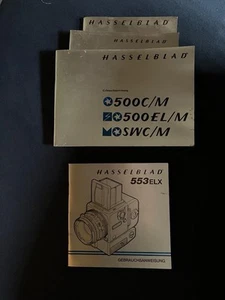 HASSELBLAD
HASSELBLAD
HASSELBLAD
500C/M
500EL/M
SWC/M
HASSELBLAD
553ELX
GEBRAUCHSANWEISUNG